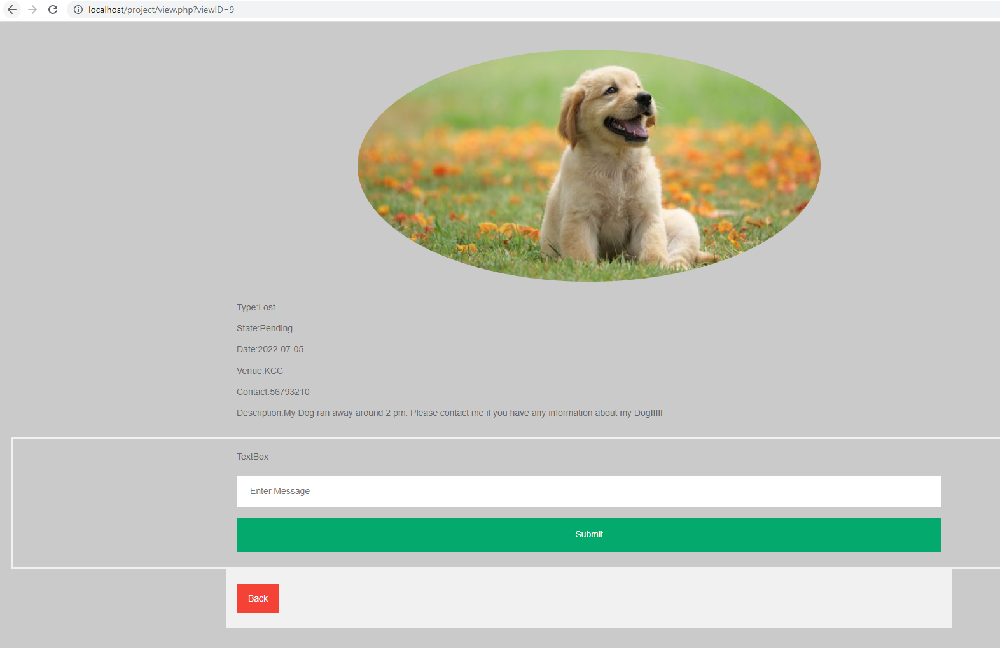 localhost/project/view.php?viewID=9
Type:Lost
State:Pending
Date:2022-07-05
Venue:KCC
Contact:56793210
Description:My Dog ran away around 2 pm. Please contact me if you have any information about my Dog!!!!!
TextBox
Enter Message
Submit
Back